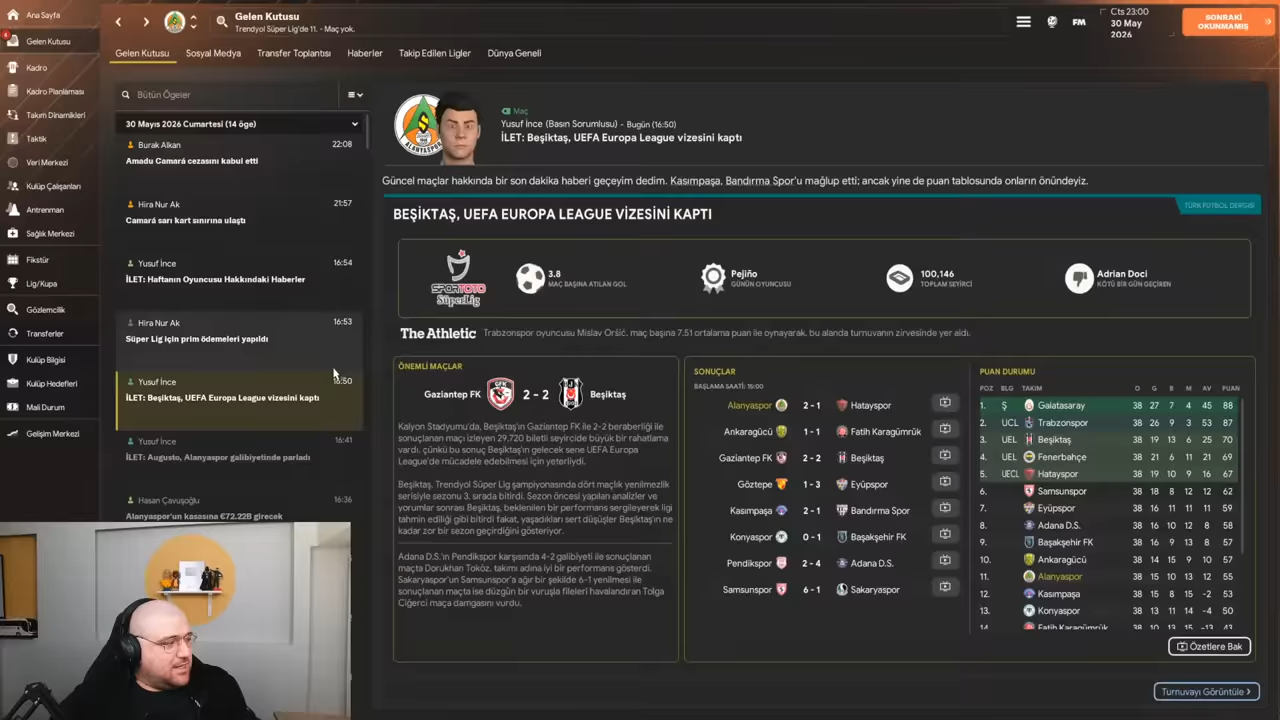 Ana Sayfa
6
Gelen Kutusu
Kadro
Kadro Planlaması
Takım Dinamikleri
Taktik
Veri Merkezi
Kulüp Çalışanları
Antrenman
Sağlık Merkezi
Fikstür
Lig/Kupa
Gözlemcilik
Transferler
Kulüp Bilgisi
Kulüp Hedefleri
Mali Durum
Gelişim Merkezi
Gelen Kutusu
Trendyol Süper Lig'de 11. - Maç yok.
FM
Cts 23:00
30 May
2026
SONRAKİ
OKUNMAMIŞ
Gelen Kutusu Sosyal Medya Transfer Toplantısı Haberler Takip Edilen Ligler Dünya Geneli
Bütün Ögeler
30 Mayıs 2026 Cumartesi (14 öge)
Burak Alkan 22:08
Amadu Camará cezasını kabul etti
Hira Nur Ak 21:57
Camará sarı kart sınırına ulaştı
Yusuf İnce 16:54
İLET: Haftanın Oyuncusu Hakkındaki Haberler
Hira Nur Ak 16:53
Süper Lig için prim ödemeleri yapıldı
Yusuf İnce 16:50
İLET: Beşiktaş, UEFA Europa League vizesini kaptı
Yusuf İnce 16:41
İLET: Augusto, Alanyaspor galibiyetinde parladı
Hasan Çavuşoğlu 16:36
Alanyaspor'un kasasına €72.22B girecek
Maç
Yusuf İnce (Basın Sorumlusu) - Bugün (16:50)
İLET: Beşiktaş, UEFA Europa League vizesini kaptı
Güncel maçlar hakkında bir son dakika haberi geçeyim dedim. Kasımpaşa, Bandırma Spor'u mağlup etti; ancak yine de puan tablosunda onların önündeyiz.
BEŞİKTAŞ, UEFA EUROPA LEAGUE VİZESİNİ KAPTI
TÜRK FUTBOL DERGİSİ
SPOR TOTO
SüperLig
3.8
MAÇ BAŞINA ATILAN GOL
Pejiño
GÜNÜN OYUNCUSU
100,146
TOPLAM SEYİRCİ
Adrian Doci
KÖTÜ BİR GÜN GEÇİREN
The Athletic Trabzonspor oyuncusu Mislav Oršić, maç başına 7.51 ortalama puan ile oynayarak, bu alanda turnuvanın zirvesinde yer aldı.
ÖNEMLİ MAÇLAR
Gaziantep FK 2 - 2 Beşiktaş
Kalyon Stadyumu'da, Beşiktaş'ın Gaziantep FK ile 2-2 beraberliği ile
sonuçlanan maçı izleyen 29,720 biletli seyircide büyük bir rahatlama
vardı. çünkü bu sonuç Beşiktaş'ın gelecek sene UEFA Europa
League'de mücadele edebilmesi için yeterliydi.
Beşiktaş, Trendyol Süper Lig şampiyonasında dört maçlık yenilmezlik
serisiyle sezonu 3. sırada bitirdi. Sezon öncesi yapılan analizler ve
yorumlar sonrası Beşiktaş, beklenilen bir performans sergileyerek ligi
tahmin edildiği gibi bitirdi fakat, yaşadıkları sert düşüşler Beşiktaş'ın ne
kadar zor bir sezon geçirdiğini gösteriyor.
Adana D.S.'in Pendikspor karşısında 4-2 galibiyeti ile sonuçlanan
maçta Dorukhan Toköz, takımı adına iyi bir performans gösterdi.
Sakaryaspor'un Samsunspor'a ağır bir şekilde 6-1 yenilmesi ile
sonuçlanan maçta ise düzgün bir vuruşla fileleri havalandıran Tolga
Ciğerci maça damgasını vurdu.
SONUÇLAR
BAŞLAMA SAATİ: 15:00
Alanyaspor 2 - 1 Hatayspor
Ankaragücü 1 - 1 Fatih Karagümrük
Gaziantep FK 2 - 2 Beşiktaş
Göztepe 1 - 3 Eyüpspor
Kasımpaşa 2 - 1 Bandırma Spor
Konyaspor 0 - 1 Başakşehir FK
Pendikspor 2 - 4 Adana D.S.
Samsunspor 6 - 1 Sakaryaspor
PUAN DURUMU
POZ BLG TAKIM O G B M AV PUAN
1. Ş Galatasaray 38 27 7 4 45 88
2. UCL Trabzonspor 38 26 9 3 53 87
3. UEL Beşiktaş 38 19 13 6 25 70
4. UEL Fenerbahçe 38 21 6 11 21 69
5. UECL Hatayspor 38 19 10 9 16 67
6. Samsunspor 38 18 8 12 12 62
7. Eyüpspor 38 16 11 11 11 59
8. Adana D.S. 38 16 10 12 8 58
9. Başakşehir FK 38 16 9 13 8 57
10. Ankaragücü 38 14 15 9 10 57
11. Alanyaspor 38 15 10 13 12 55
12. Kasımpaşa 38 15 8 15 -2 53
13. Konyaspor 38 13 11 14 -4 50
14. Fatih Karagümrük 38 10 13 15 -13 43
Özetlere Bak
Turnuvayı Görüntüle >